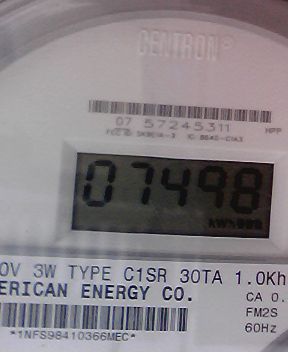 CENTRON®
07 57245311
HPP
07498
0V 3W TYPE C1SR 30TA 1.0Kh
ERICAN ENERGY CO.
CA 0.
FM2S
60Hz
*1NFS98410366MEC*